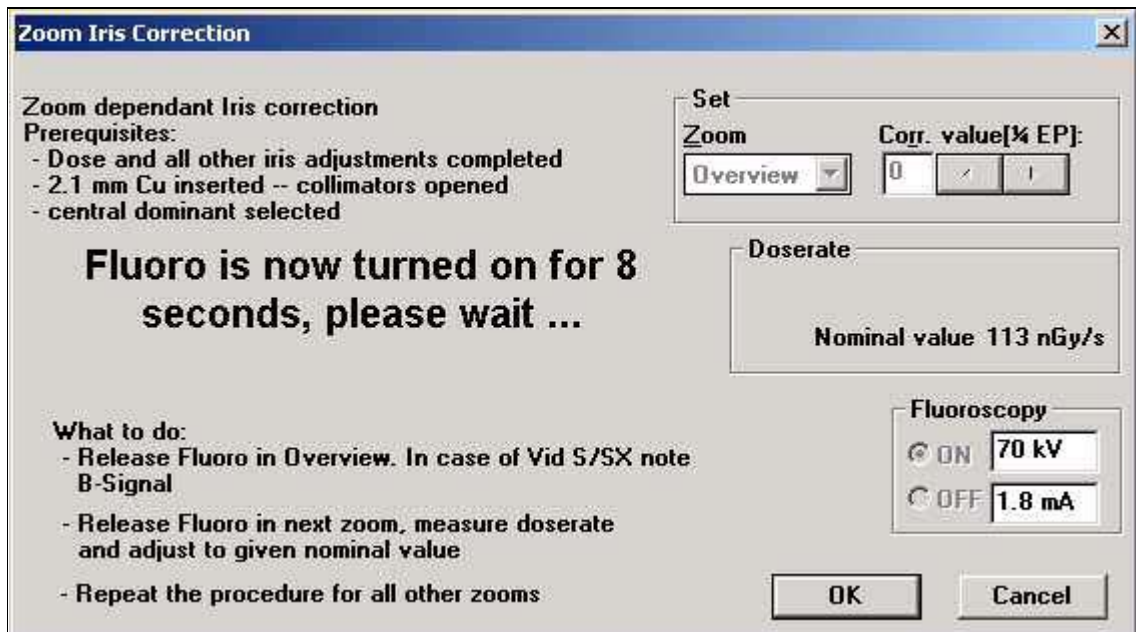 Zoom Iris Correction
Zoom dependant Iris correction
Prerequisites:
- Dose and all other iris adjustments completed
- 2.1 mm Cu inserted -- collimators opened
- central dominant selected
Set
Zoom
Corr. value[¼ EP]:
Overview
0
Fluoro is now turned on for 8
seconds, please wait ...
Doserate
Nominal value 113 nGy/s
What to do:
- Release Fluoro in Overview. In case of Vid S/SX note
B-Signal
- Release Fluoro in next zoom, measure doserate
and adjust to given nominal value
- Repeat the procedure for all other zooms
Fluoroscopy
ON 70 kV
OFF 1.8 mA
OK
Cancel